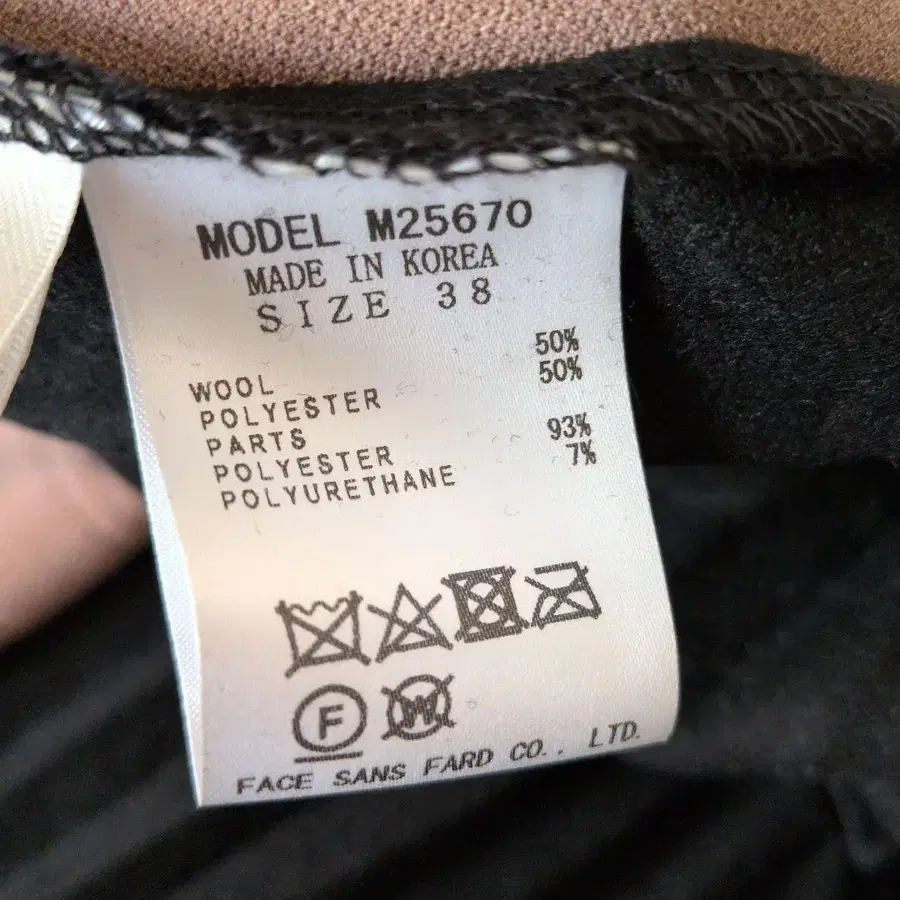 MODEL M25670
MADE IN KOREA
SIZE 38
WOOL 50%
POLYESTER 50%
PARTS
POLYESTER 93%
POLYURETHANE 7%
F W
FACE SANS FARD CO., LTD.